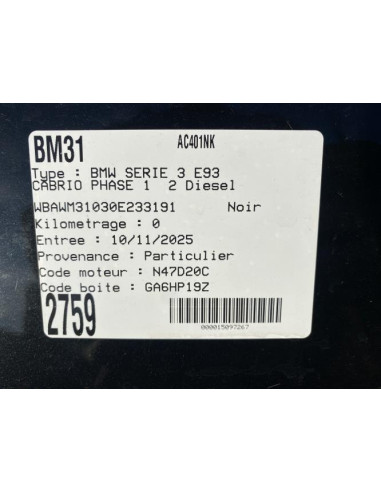 BM31 AC401NK
Type : BMW SERIE 3 E93
CABRIO PHASE 1 2 Diesel
WBAWM31030E233191 Noir
Kilometrage : 0
Entree : 10/11/2025
Provenance : Particulier
Code moteur : N47D20C
Code boite : GA6HP19Z
2759
000015097267